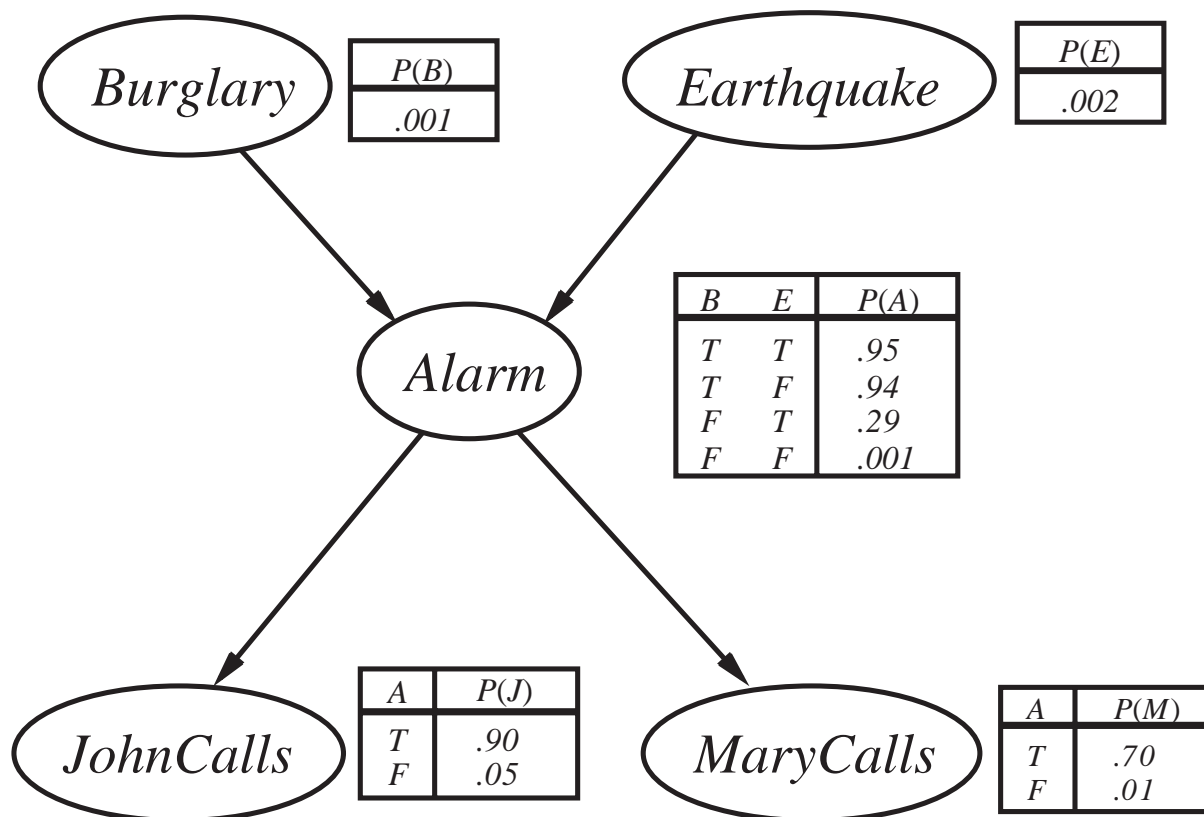 Burglary
P(B)
.001
Earthquake
P(E)
.002
Alarm
B E P(A)
T T .95
T F .94
F T .29
F F .001
JohnCalls
A P(J)
T .90
F .05
MaryCalls
A P(M)
T .70
F .01